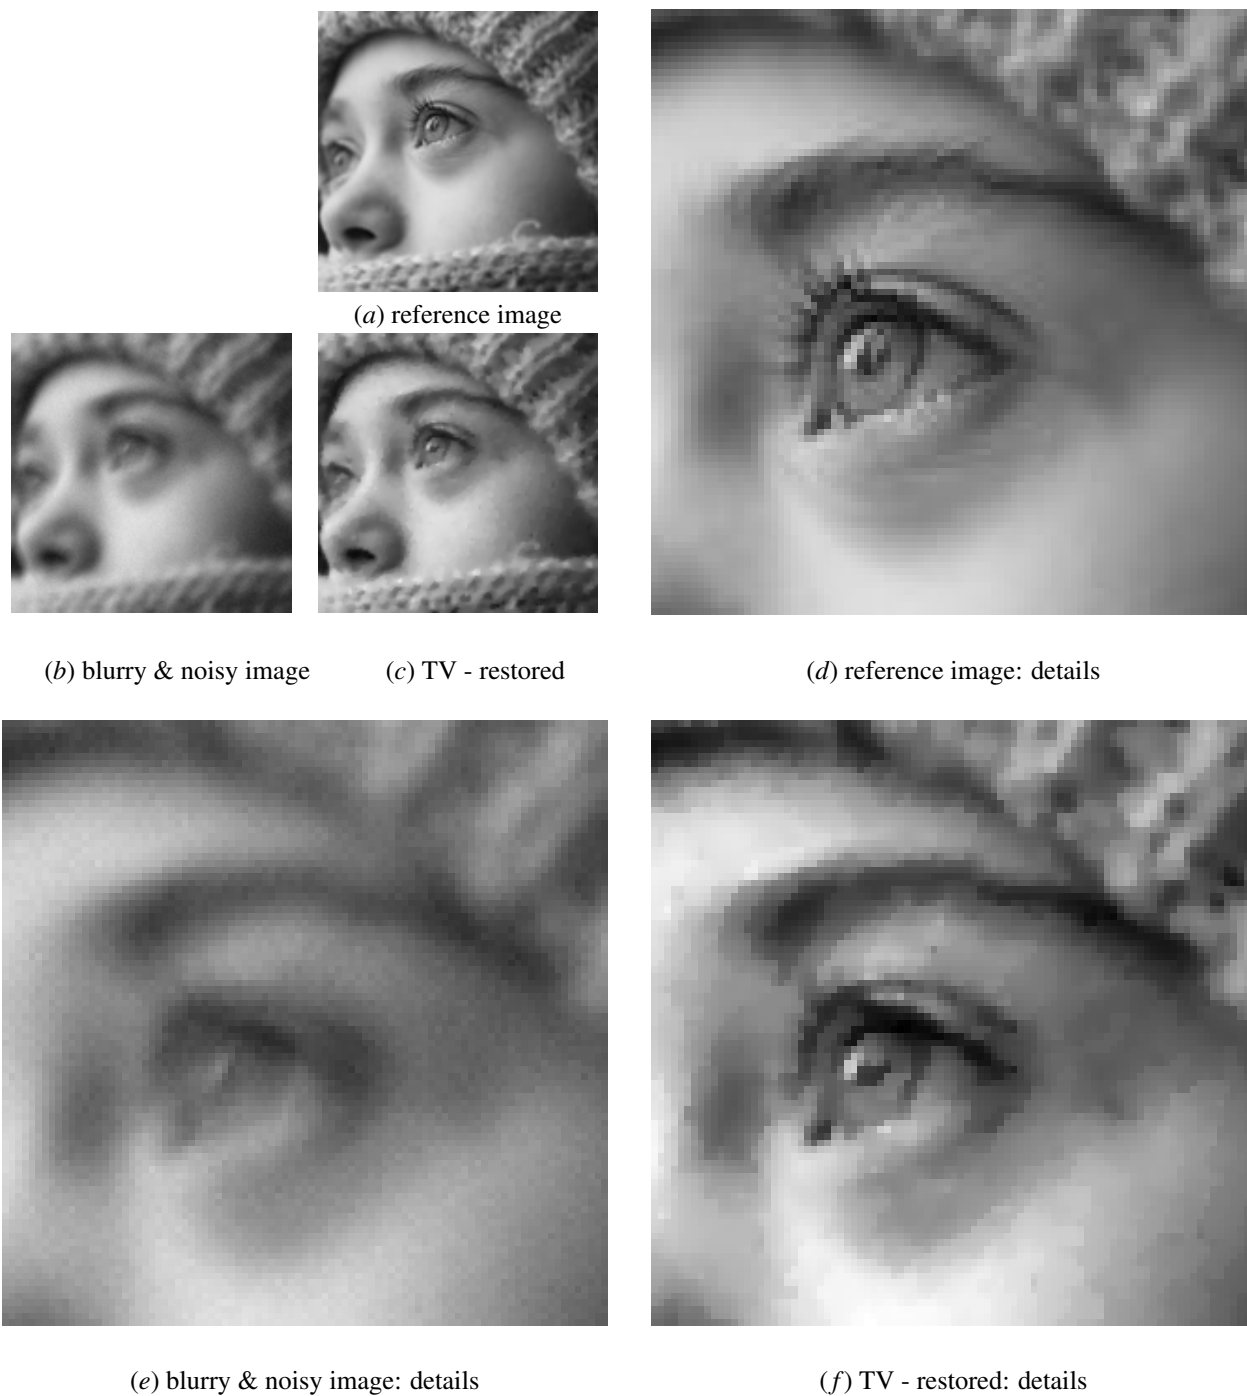 (a) reference image
(b) blurry & noisy image
(c) TV - restored
(d) reference image: details
(e) blurry & noisy image: details
(f) TV - restored: details